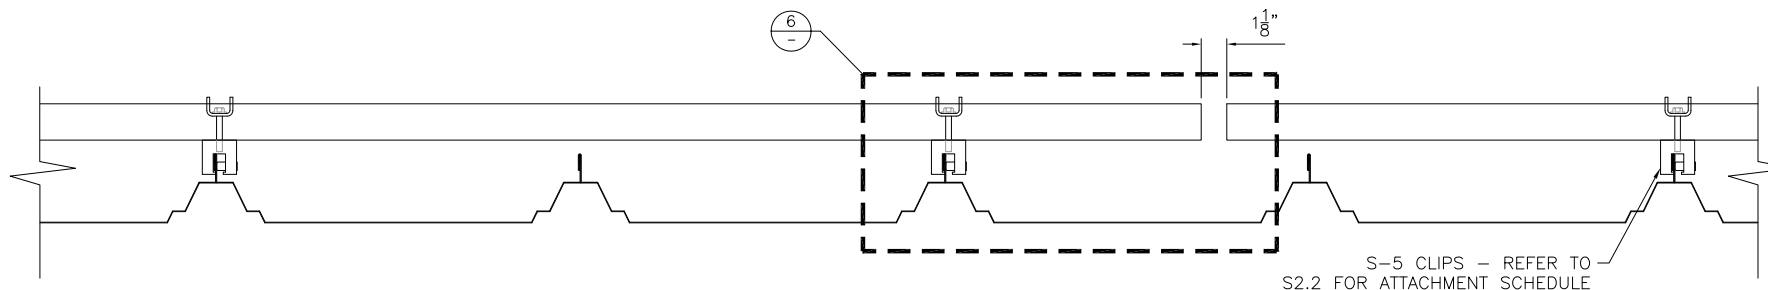 6
-
1 1/8"
S-5 CLIPS - REFER TO
S2.2 FOR ATTACHMENT SCHEDULE